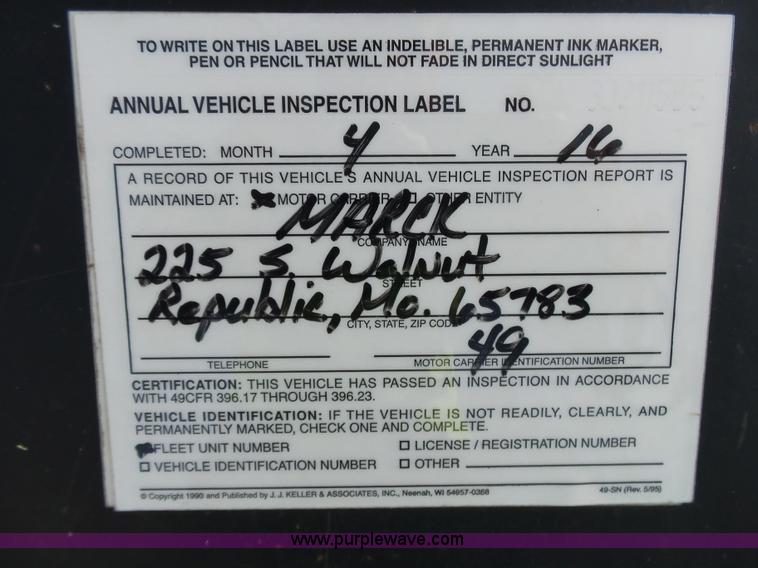 TO WRITE ON THIS LABEL USE AN INDELIBLE, PERMANENT INK MARKER,
PEN OR PENCIL THAT WILL NOT FADE IN DIRECT SUNLIGHT
ANNUAL VEHICLE INSPECTION LABEL NO.
COMPLETED: MONTH 4 YEAR 16
A RECORD OF THIS VEHICLE'S ANNUAL VEHICLE INSPECTION REPORT IS
MAINTAINED AT: MOTOR CARRIER OTHER ENTITY
MARCK
COMPANY NAME
225 S. Walnut
STREET
Republic, Mo. 65783
CITY, STATE, ZIP CODE
49
TELEPHONE MOTOR CARRIER IDENTIFICATION NUMBER
CERTIFICATION: THIS VEHICLE HAS PASSED AN INSPECTION IN ACCORDANCE
WITH 49CFR 396.17 THROUGH 396.23.
VEHICLE IDENTIFICATION: IF THE VEHICLE IS NOT READILY, CLEARLY, AND
PERMANENTLY MARKED, CHECK ONE AND COMPLETE.
FLEET UNIT NUMBER LICENSE / REGISTRATION NUMBER
VEHICLE IDENTIFICATION NUMBER OTHER
© Copyright 1990 and Published by J. J. KELLER & ASSOCIATES, INC., Neenah, WI 54957-0368 49-SN (Rev. 5/95)
www.purplewave.com